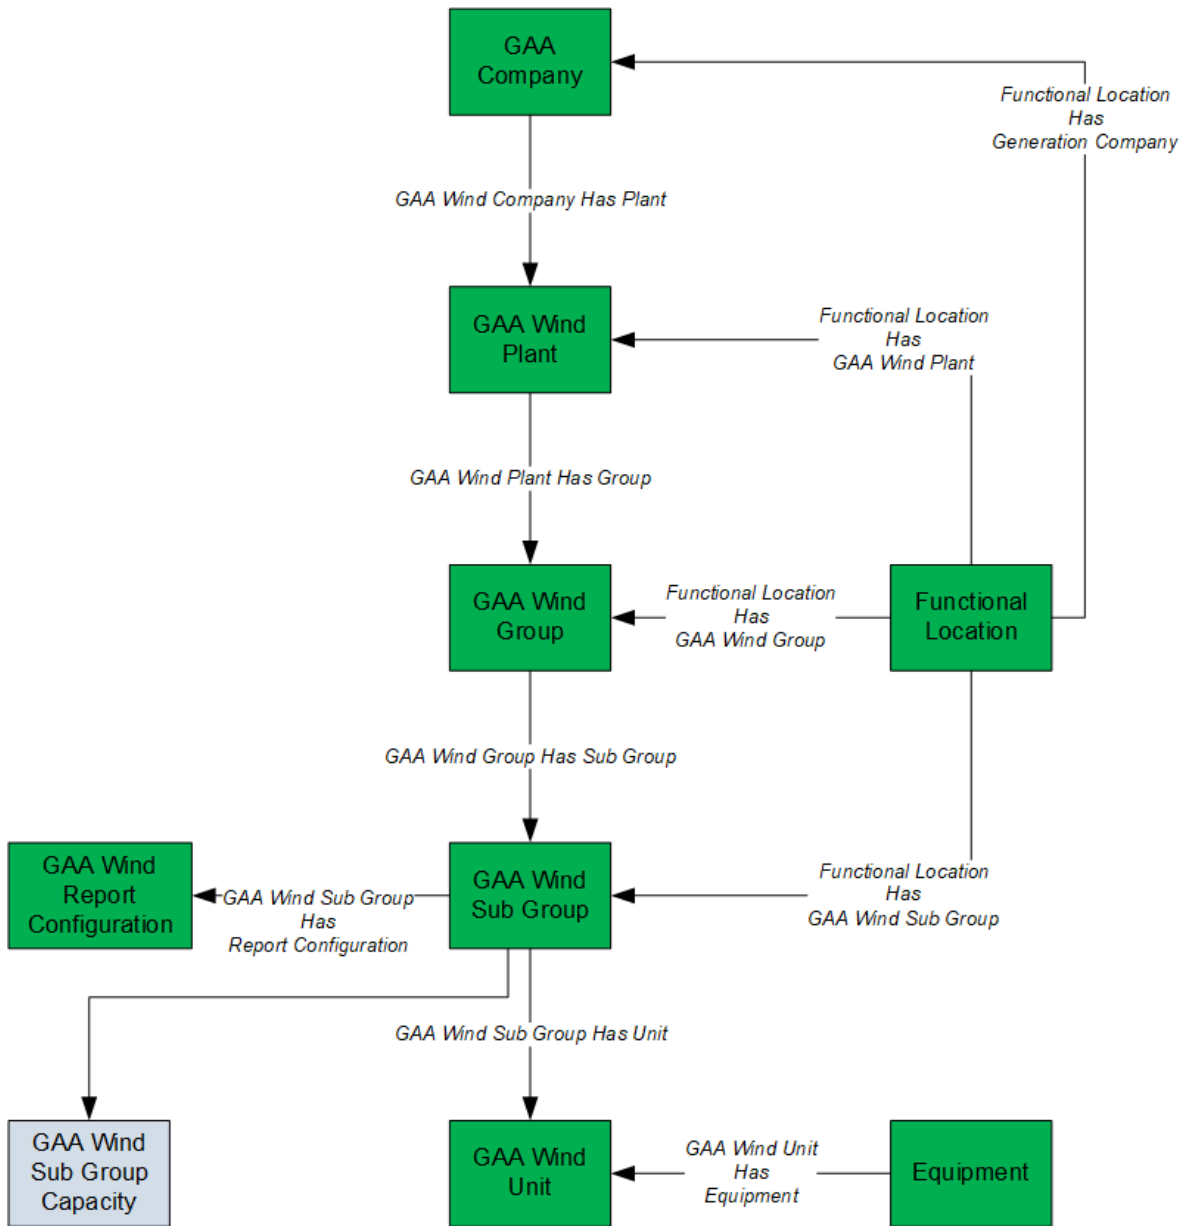 GAA
Company
Functional Location
Has
Generation Company
GAA Wind Company Has Plant
GAA Wind
Plant
Functional Location
Has
GAA Wind Plant
GAA Wind Plant Has Group
GAA Wind
Group
Functional Location
Has
GAA Wind Group
Functional
Location
GAA Wind Group Has Sub Group
GAA Wind
Report
Configuration
GAA Wind Sub Group
Has
Report Configuration
GAA Wind
Sub Group
Functional Location
Has
GAA Wind Sub Group
GAA Wind Sub Group Has Unit
GAA Wind
Sub Group
Capacity
GAA Wind
Unit
GAA Wind Unit
Has
Equipment
Equipment